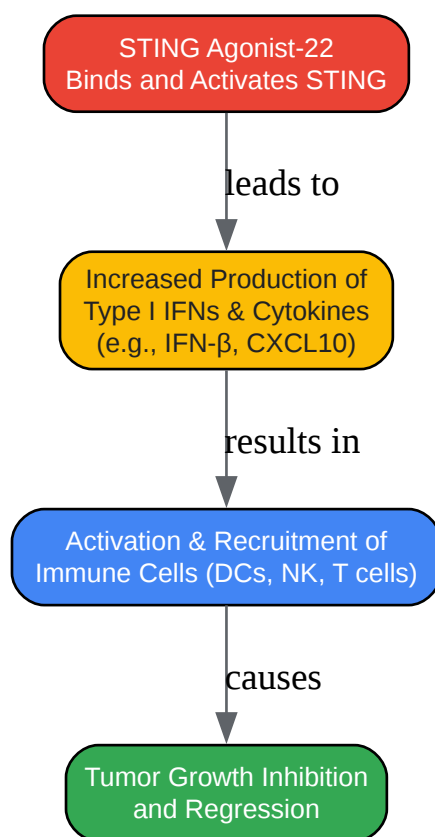 STING Agonist-22
Binds and Activates STING
leads to
Increased Production of
Type I IFNs & Cytokines
(e.g., IFN-β, CXCL10)
results in
Activation & Recruitment of
Immune Cells (DCs, NK, T cells)
causes
Tumor Growth Inhibition
and Regression